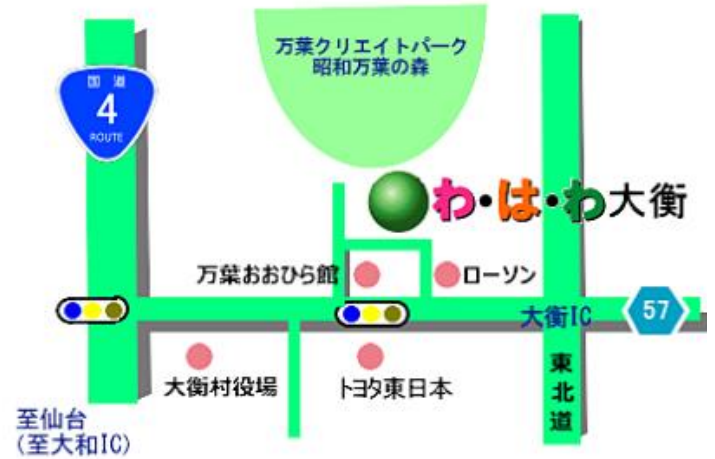 万葉クリエイトパーク
昭和万葉の森
国道
4
ROUTE
わ・は・わ大衡
万葉おおひら館
ローソン
大衡IC
57
大衡村役場
トヨタ東日本
東北道
至仙台
(至大和IC)